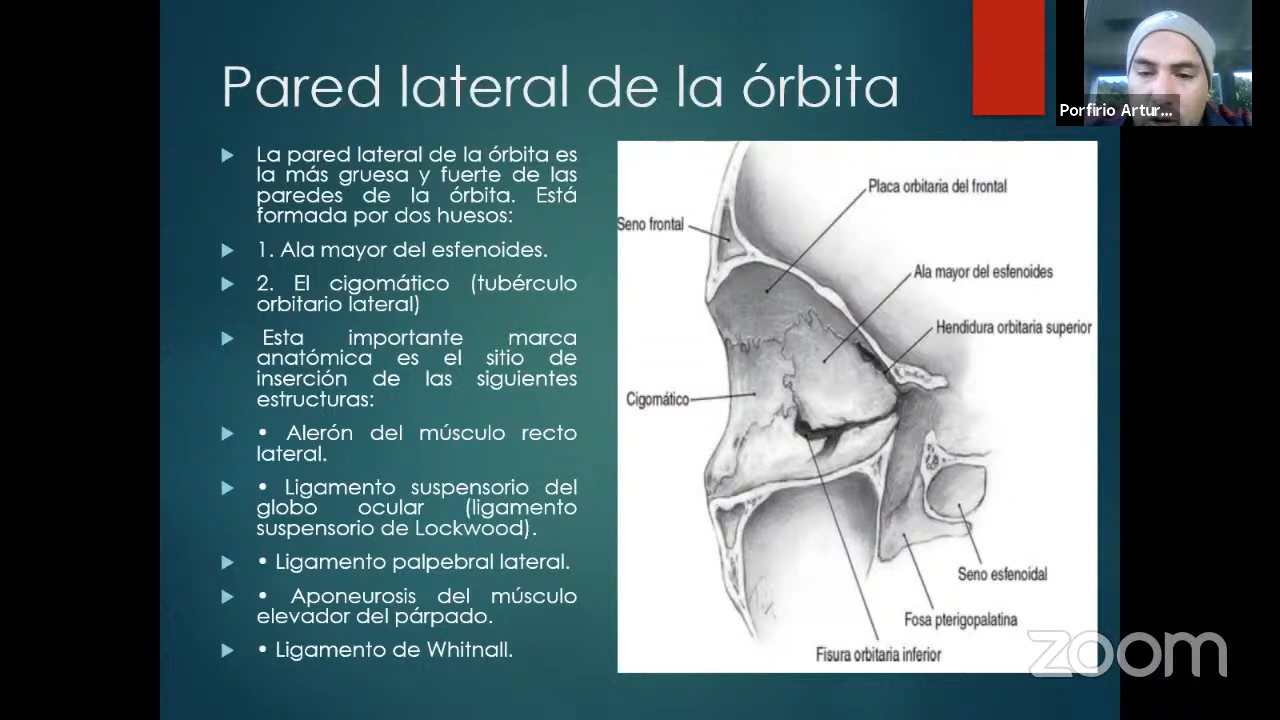 Pared lateral de la órbita
Porfirio Artur...
La pared lateral de la órbita es
la más gruesa y fuerte de las
paredes de la órbita. Está
formada por dos huesos:
1. Ala mayor del esfenoides.
2. El cigomático (tubérculo
orbitario lateral)
Esta importante marca
anatómica es el sitio de
inserción de las siguientes
estructuras:
• Alerón del músculo recto
lateral.
• Ligamento suspensorio del
globo ocular (ligamento
suspensorio de Lockwood).
• Ligamento palpebral lateral.
• Aponeurosis del músculo
elevador del párpado.
• Ligamento de Whitnall.
Placa orbitaria del frontal
Seno frontal
Ala mayor del esfenoides
Hendidura orbitaria superior
Cigomático
Seno esfenoidal
Fosa pterigopalatina
Fisura orbitaria inferior
zoom